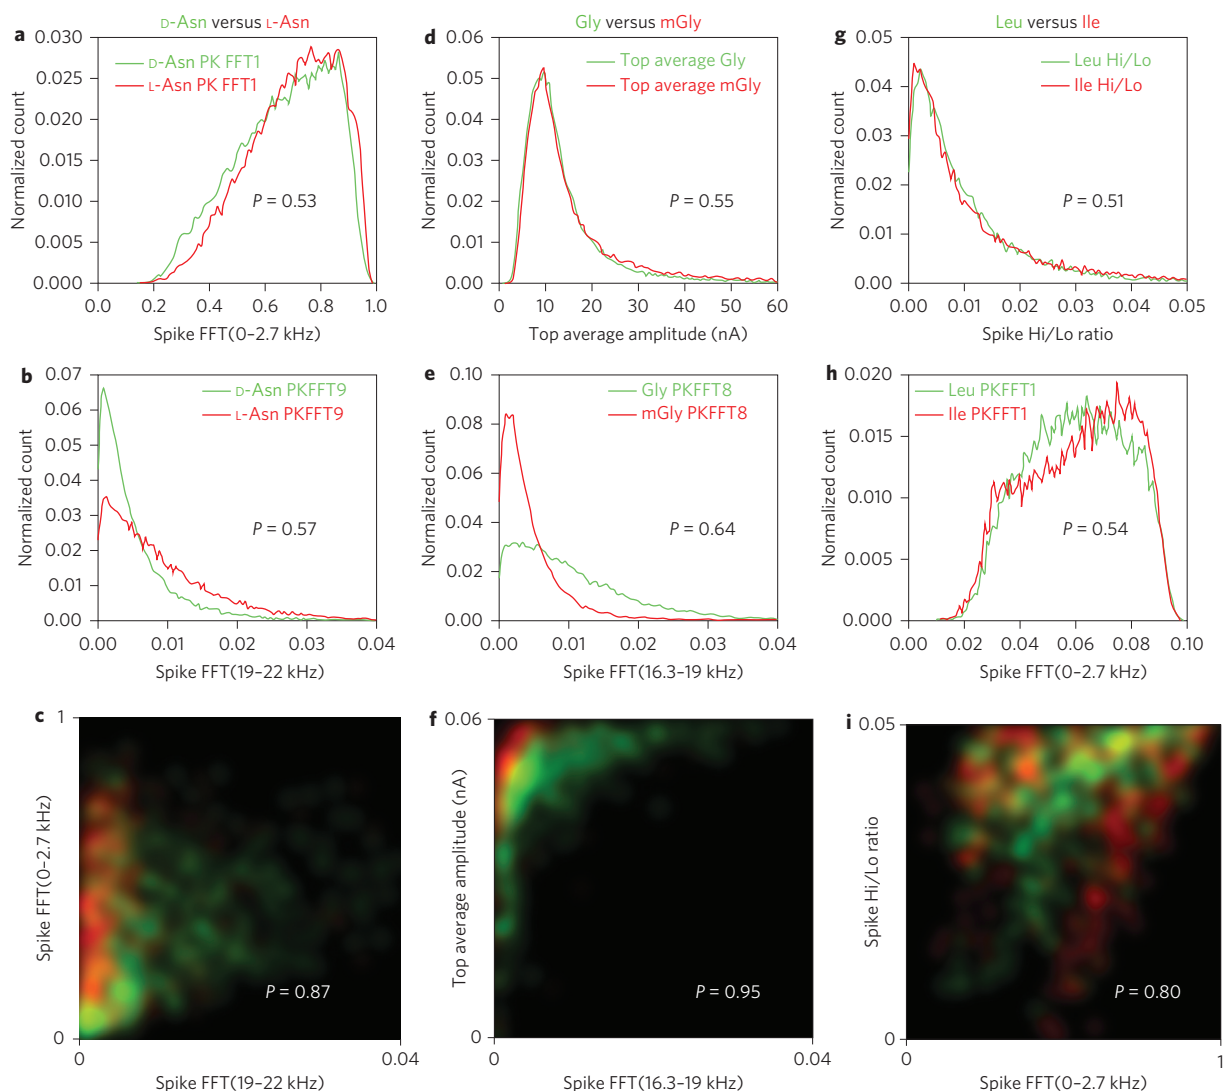 D-Asn versus L-Asn
Gly versus mGly
Leu versus Ile
a
0.030
0.025
0.020
0.015
0.010
0.005
0.000
Normalized count
D-Asn PK FFT1
L-Asn PK FFT1
P = 0.53
0.0 0.2 0.4 0.6 0.8 1.0
Spike FFT(0–2.7 kHz)
d
0.06
0.05
0.04
0.03
0.02
0.01
0.00
Normalized count
Top average Gly
Top average mGly
P = 0.55
0 10 20 30 40 50 60
Top average amplitude (nA)
g
0.05
0.04
0.03
0.02
0.01
0.00
Normalized count
Leu Hi/Lo
Ile Hi/Lo
P = 0.51
0.00 0.01 0.02 0.03 0.04 0.05
Spike Hi/Lo ratio
b
0.07
0.06
0.05
0.04
0.03
0.02
0.01
0.00
Normalized count
D-Asn PKFFT9
L-Asn PKFFT9
P = 0.57
0.00 0.01 0.02 0.03 0.04
Spike FFT(19–22 kHz)
e
0.10
0.08
0.06
0.04
0.02
0.00
Normalized count
Gly PKFFT8
mGly PKFFT8
P = 0.64
0.00 0.01 0.02 0.03 0.04
Spike FFT(16.3–19 kHz)
h
0.020
0.015
0.010
0.005
0.000
Normalized count
Leu PKFFT1
Ile PKFFT1
P = 0.54
0.00 0.02 0.04 0.06 0.08 0.10
Spike FFT(0–2.7 kHz)
c
1
0
Spike FFT(0–2.7 kHz)
P = 0.87
0 0.04
Spike FFT(19–22 kHz)
f
0.06
0
Top average amplitude (nA)
P = 0.95
0 0.04
Spike FFT(16.3–19 kHz)
i
0.05
0
Spike Hi/Lo ratio
P = 0.80
0 1
Spike FFT(0–2.7 kHz)